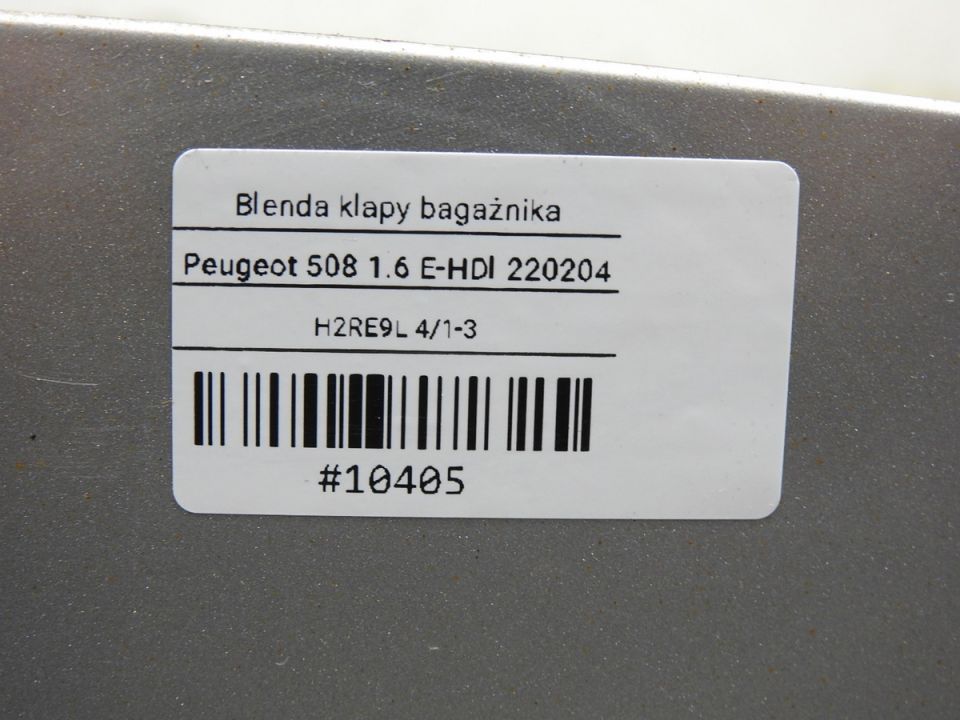 Blenda klapy bagażnika
Peugeot 508 1.6 E-HDI 220204
H2RE9L 4/1-3
#10405